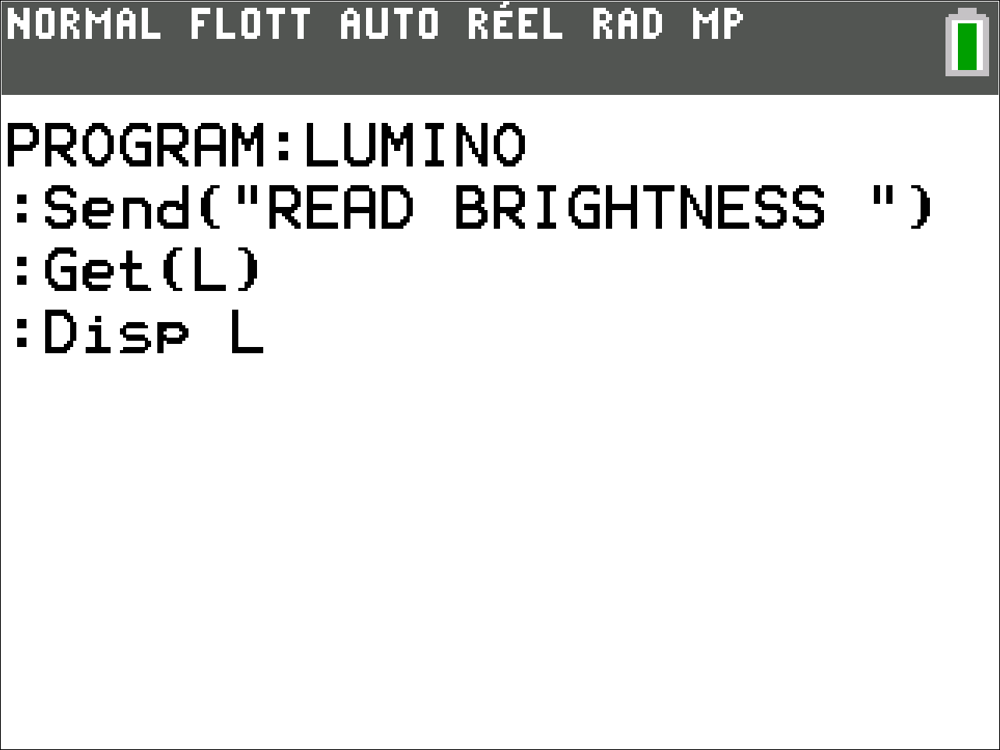 NORMAL FLOTT AUTO RÉEL RAD MP
PROGRAM:LUMINO
:Send("READ BRIGHTNESS ")
:Get(L)
:Disp L